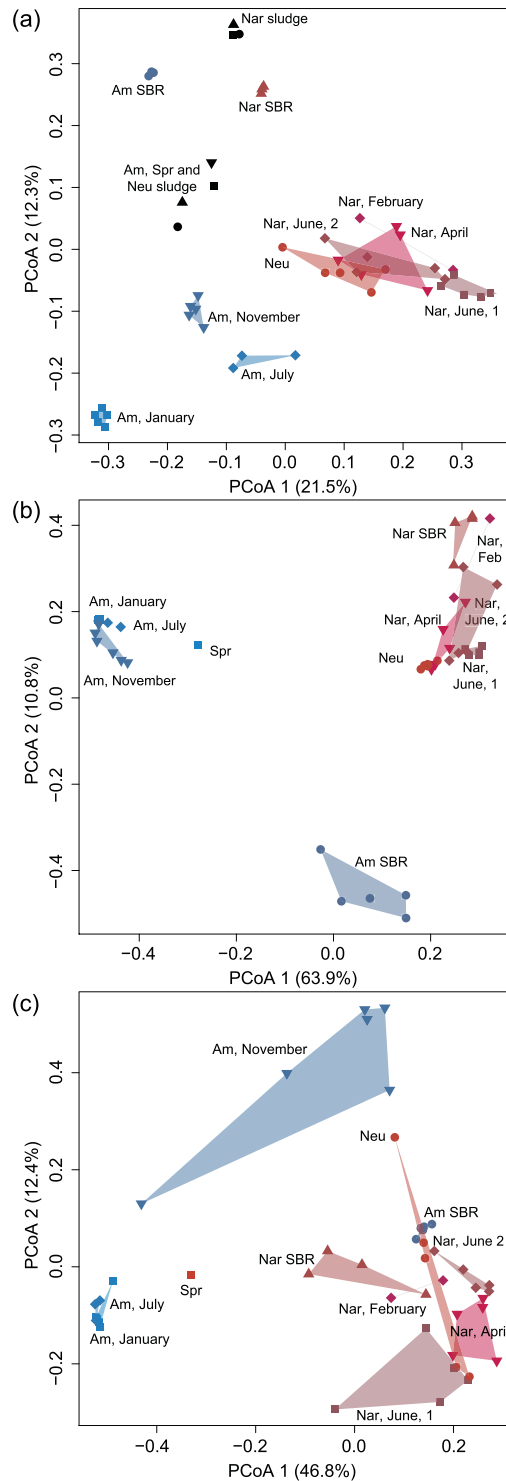 (a)
Nar sludge
Am SBR
Nar SBR
Am, Spr and
Neu sludge
Nar, February
Nar, June, 2
Nar, April
Neu
Nar, June, 1
Am, November
Am, July
Am, January
PCoA 2 (12.3%)
0.3
0.2
0.1
0.0
−0.1
−0.2
−0.3
−0.3
−0.2
−0.1
0.0
0.1
0.2
0.3
PCoA 1 (21.5%)
(b)
Nar SBR
Nar,
Feb
Am, January
Am, July
Nar, April
Nar,
June, 2
Spr
Neu
Am, November
Nar,
June, 1
Am SBR
PCoA 2 (10.8%)
0.4
0.2
0.0
−0.2
−0.4
−0.4
−0.2
0.0
0.2
PCoA 1 (63.9%)
(c)
Am, November
Neu
Am SBR
Nar, June 2
Nar SBR
Spr
Am, July
Nar, February
Am, January
Nar, April
Nar, June, 1
PCoA 2 (12.4%)
0.4
0.2
0.0
−0.2
−0.4
−0.2
0.0
0.2
PCoA 1 (46.8%)